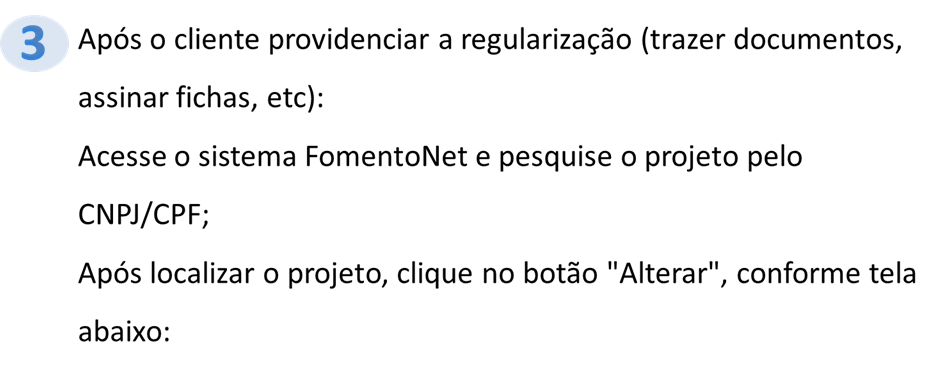 3 Após o cliente providenciar a regularização (trazer documentos,
assinar fichas, etc):
Acesse o sistema FomentoNet e pesquise o projeto pelo
CNPJ/CPF;
Após localizar o projeto, clique no botão "Alterar", conforme tela
abaixo: